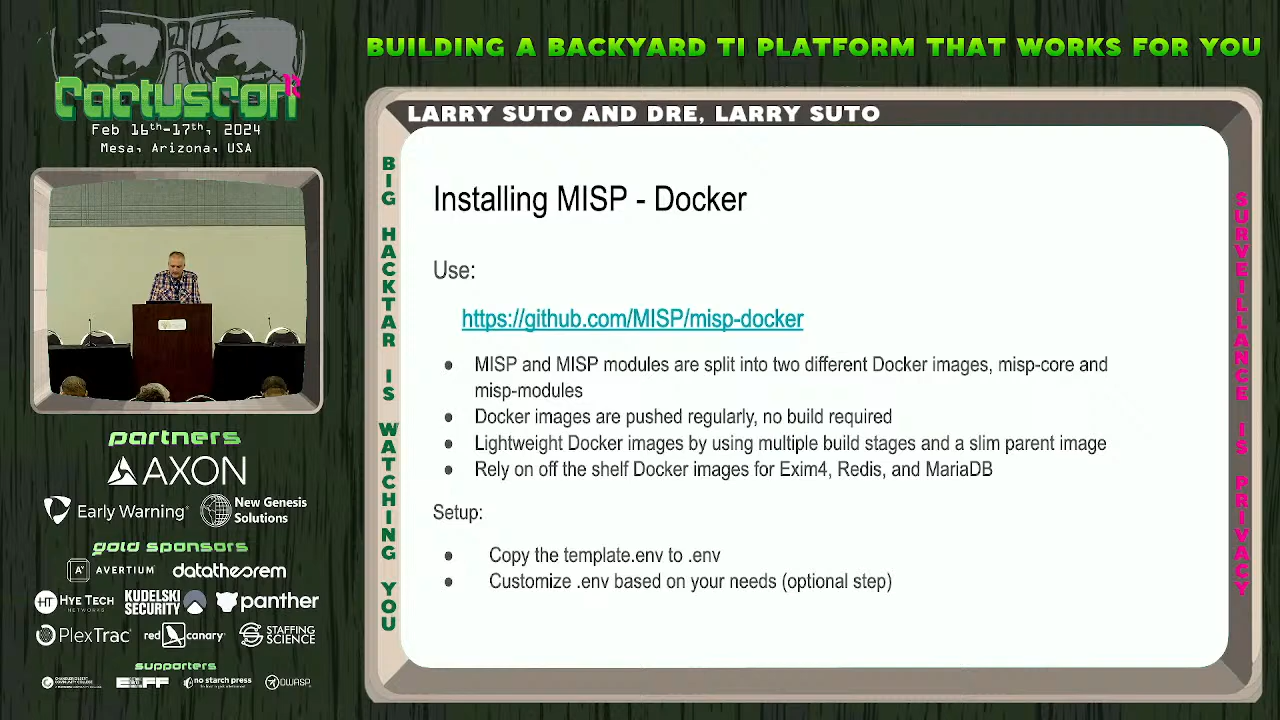 BUILDING A BACKYARD TI PLATFORM THAT WORKS FOR YOU
CactusCon
Feb 16th-17th, 2024
Mesa, Arizona, USA
LARRY SUTO AND DRE, LARRY SUTO
BIG HACKTAR IS WATCHING YOU
Installing MISP - Docker
Use:
https://github.com/MISP/misp-docker
● MISP and MISP modules are split into two different Docker images, misp-core and
misp-modules
● Docker images are pushed regularly, no build required
● Lightweight Docker images by using multiple build stages and a slim parent image
● Rely on off the shelf Docker images for Exim4, Redis, and MariaDB
Setup:
● Copy the template.env to .env
● Customize .env based on your needs (optional step)
SURVEILLANCE IS PRIVACY
partners
AXON
Early Warning
New Genesis
Solutions
gold sponsors
AVERTIUM
datatheorem
HYE TECH
NETWORKS
KUDELSKI
SECURITY
panther
PlexTrac
red canary
STAFFING
SCIENCE
supporters
EFF
no starch press
OWASP